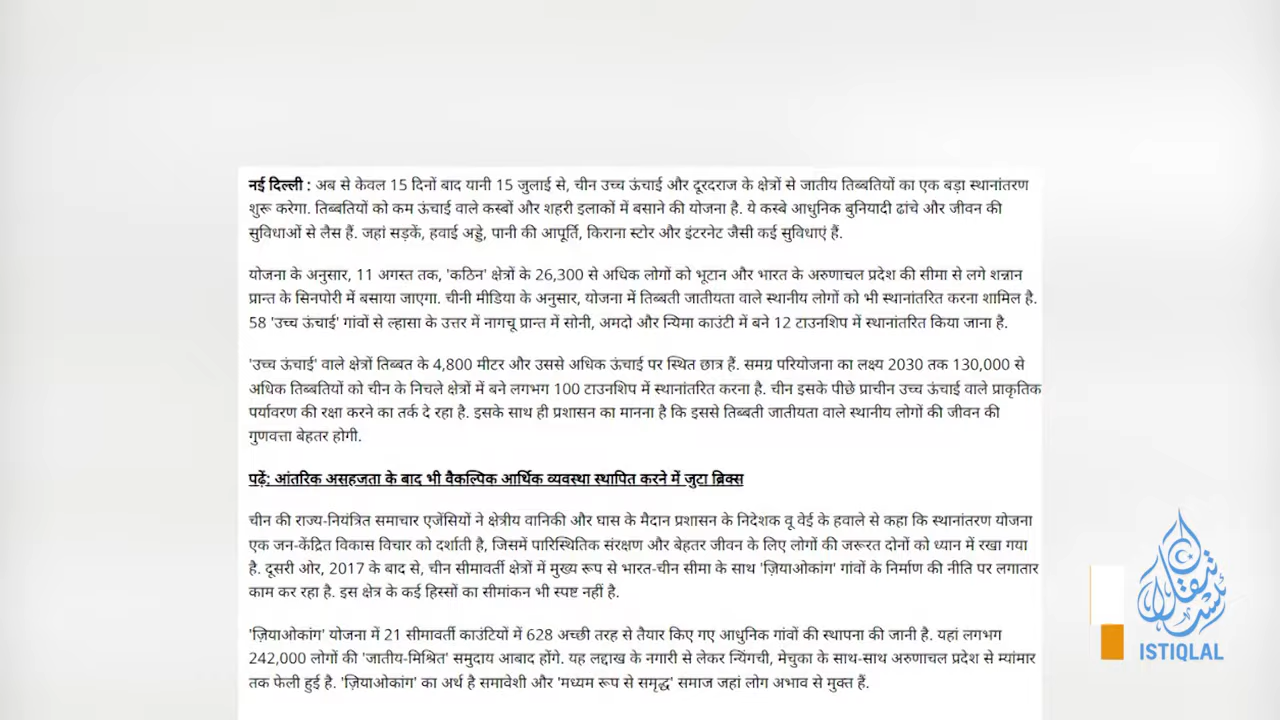 नई दिल्ली : अब से केवल 15 दिनों बाद यानी 15 जुलाई से, चीन उच्च ऊंचाई और दूरदराज के क्षेत्रों से जातीय तिब्बतियों का एक बड़ा स्थानांतरण
शुरू करेगा. तिब्बतियों को कम ऊंचाई वाले कस्बों और शहरी इलाकों में बसाने की योजना है. ये कस्बे आधुनिक बुनियादी ढांचे और जीवन की
सुविधाओं से लैस हैं. जहां सड़कें, हवाई अड्डे, पानी की आपूर्ति, किराना स्टोर और इंटरनेट जैसी कई सुविधाएं हैं.
योजना के अनुसार, 11 अगस्त तक, 'कठिन' क्षेत्रों के 26,300 से अधिक लोगों को भूटान और भारत के अरुणाचल प्रदेश की सीमा से लगे शन्नान
प्रान्त के सिनपोरी में बसाया जाएगा. चीनी मीडिया के अनुसार, योजना में तिब्बती जातीयता वाले स्थानीय लोगों को भी स्थानांतरित करना शामिल है.
58 'उच्च ऊंचाई' गांवों से ल्हासा के उत्तर में नागचू प्रान्त में सोनी, अमदो और न्यिमा काउंटी में बने 12 टाउनशिप में स्थानांतरित किया जाना है.
'उच्च ऊंचाई' वाले क्षेत्रों तिब्बत के 4,800 मीटर और उससे अधिक ऊंचाई पर स्थित छात्र हैं. समग्र परियोजना का लक्ष्य 2030 तक 130,000 से
अधिक तिब्बतियों को चीन के निचले क्षेत्रों में बने लगभग 100 टाउनशिप में स्थानांतरित करना है. चीन इसके पीछे प्राचीन उच्च ऊंचाई वाले प्राकृतिक
पर्यावरण की रक्षा करने का तर्क दे रहा है. इसके साथ ही प्रशासन का मानना है कि इससे तिब्बती जातीयता वाले स्थानीय लोगों की जीवन की
गुणवत्ता बेहतर होगी.
पढ़ें: आंतरिक असहजता के बाद भी वैकल्पिक आर्थिक व्यवस्था स्थापित करने में जुटा ब्रिक्स
चीन की राज्य-नियंत्रित समाचार एजेंसियों ने क्षेत्रीय वानिकी और घास के मैदान प्रशासन के निदेशक वू वेई के हवाले से कहा कि स्थानांतरण योजना
एक जन-केंद्रित विकास विचार को दर्शाती है, जिसमें पारिस्थितिक संरक्षण और बेहतर जीवन के लिए लोगों की जरूरत दोनों को ध्यान में रखा गया
है. दूसरी ओर, 2017 के बाद से, चीन सीमावर्ती क्षेत्रों में मुख्य रूप से भारत-चीन सीमा के साथ 'ज़ियाओकांग' गांवों के निर्माण की नीति पर लगातार
काम कर रहा है. इस क्षेत्र के कई हिस्सों का सीमांकन भी स्पष्ट नहीं है.
'ज़ियाओकांग' योजना में 21 सीमावर्ती काउंटियों में 628 अच्छी तरह से तैयार किए गए आधुनिक गांवों की स्थापना की जानी है. यहां लगभग
242,000 लोगों की 'जातीय-मिश्रित' समुदाय आबाद होंगे. यह लद्दाख के नगारी से लेकर न्यिंगची, मेचुका के साथ-साथ अरुणाचल प्रदेश से म्यांमार
तक फेली हुई है. 'ज़ियाओकांग' का अर्थ है समावेशी और 'मध्यम रूप से समृद्ध' समाज जहां लोग अभाव से मुक्त हैं.
ISTIQLAL